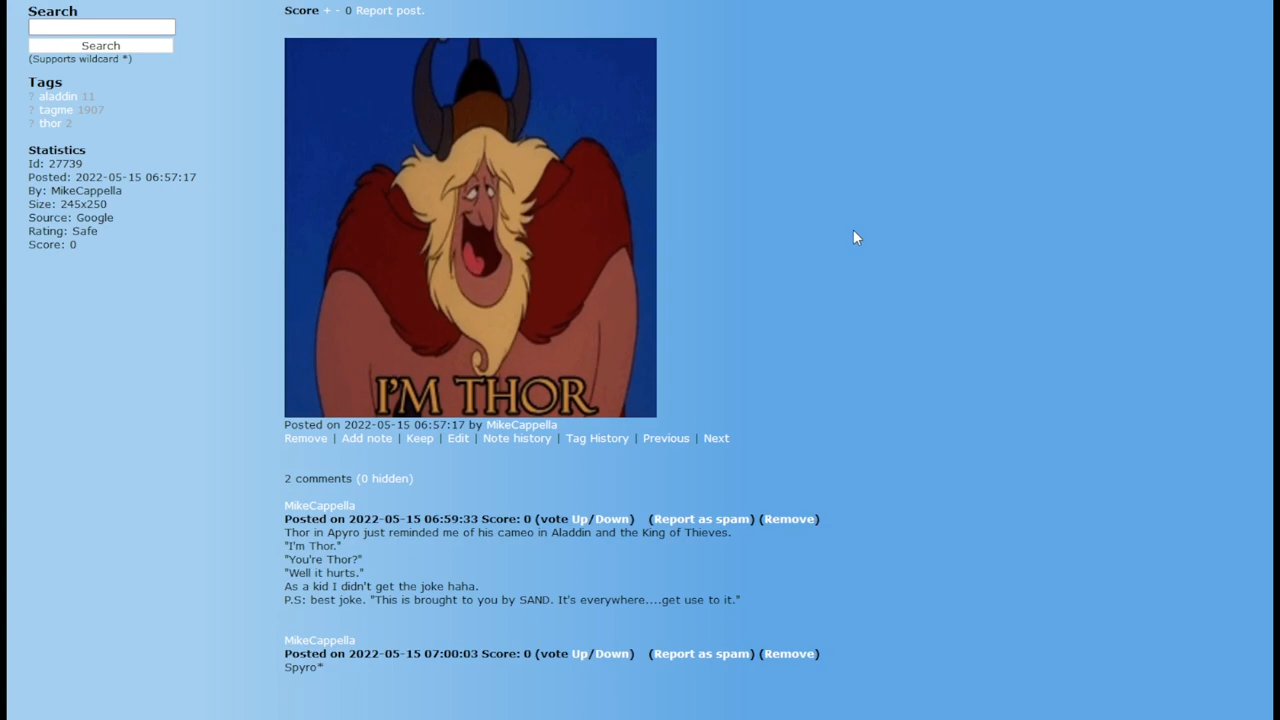 Search
Search
(Supports wildcard *)
Tags
? aladdin 11
? tagme 1907
? thor 2
Statistics
Id: 27739
Posted: 2022-05-15 06:57:17
By: MikeCappella
Size: 245x250
Source: Google
Rating: Safe
Score: 0
Score + - 0 Report post.
I'M THOR
Posted on 2022-05-15 06:57:17 by MikeCappella
Remove | Add note | Keep | Edit | Note history | Tag History | Previous | Next
2 comments (0 hidden)
MikeCappella
Posted on 2022-05-15 06:59:33 Score: 0 (vote Up/Down) (Report as spam) (Remove)
Thor in Apyro just reminded me of his cameo in Aladdin and the King of Thieves.
"I'm Thor."
"You're Thor?"
"Well it hurts."
As a kid I didn't get the joke haha.
P.S: best joke. "This is brought to you by SAND. It's everywhere....get use to it."
MikeCappella
Posted on 2022-05-15 07:00:03 Score: 0 (vote Up/Down) (Report as spam) (Remove)
Spyro*